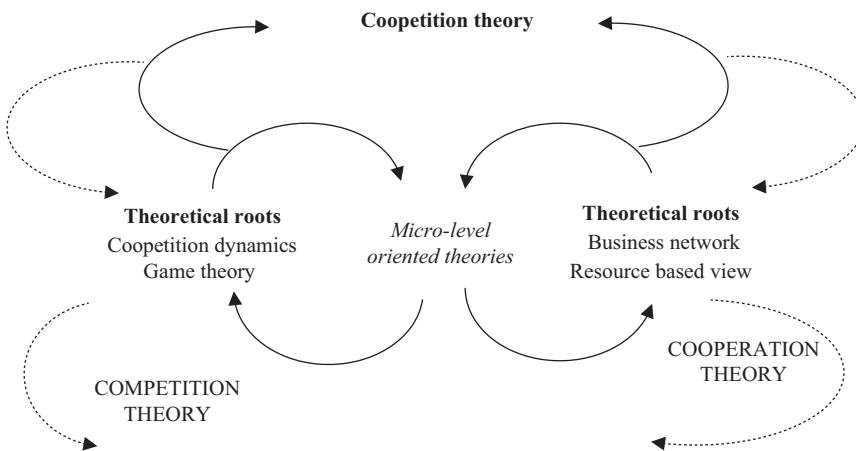 Coopetition theory
Theoretical roots
Coopetition dynamics
Game theory
Micro-level
oriented theories
Theoretical roots
Business network
Resource based view
COMPETITION
THEORY
COOPERATION
THEORY